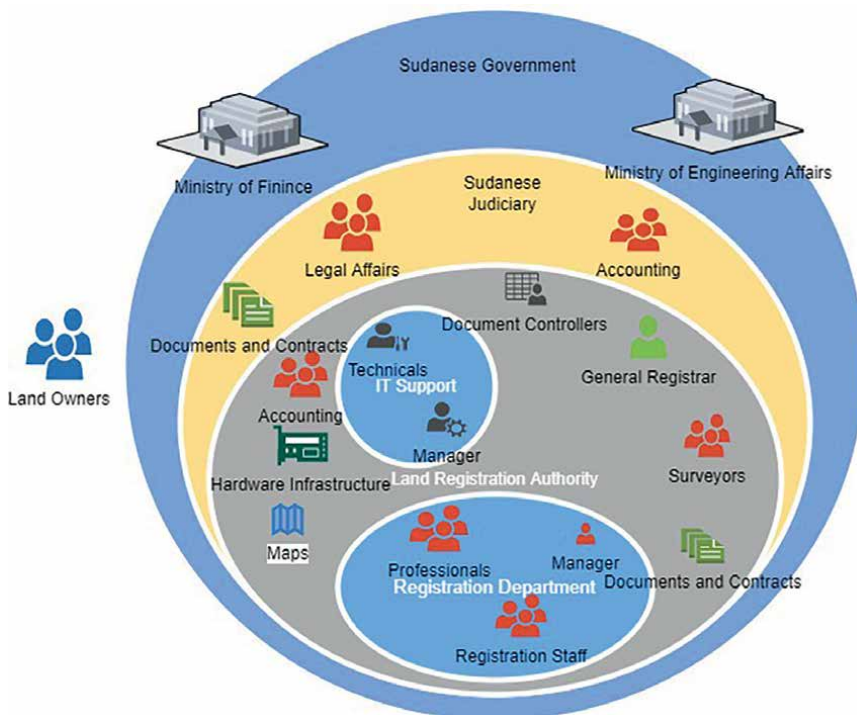 Sudanese Government
Ministry of Finince
Ministry of Engineering Affairs
Sudanese
Judiciary
Legal Affairs
Accounting
Documents and Contracts
Document Controllers
Technicals
General Registrar
IT Support
Land Owners
Accounting
Manager
Hardware Infrastructure
Land Registration Authority
Surveyors
Maps
Professionals
Manager
Documents and Contracts
Registration Department
Registration Staff